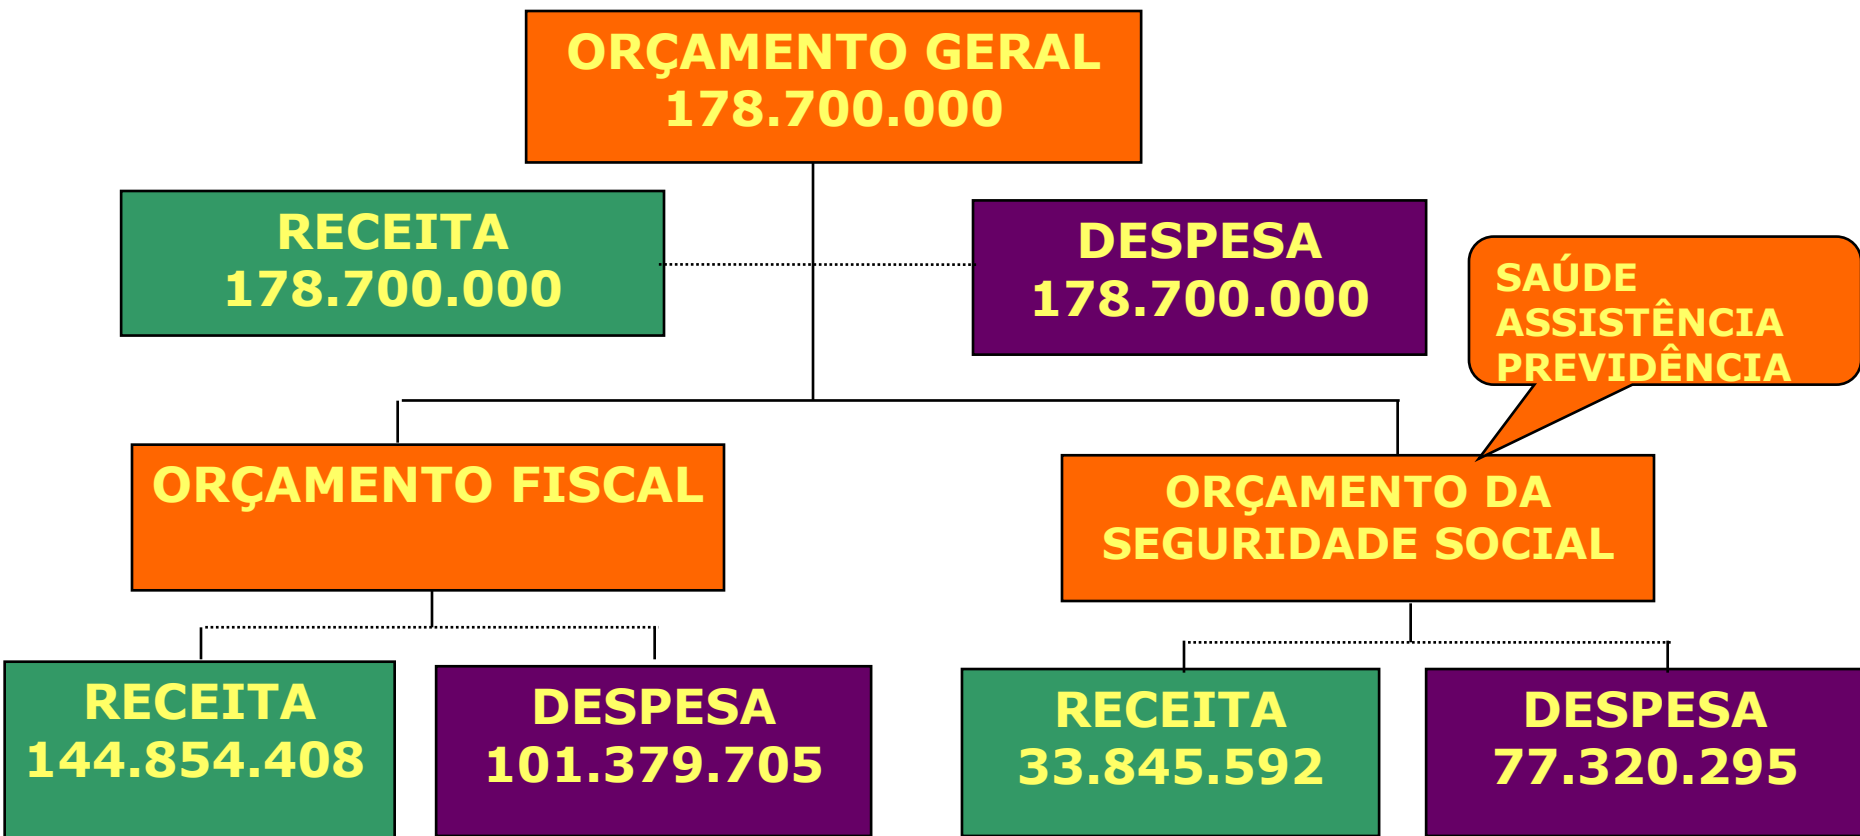 ORÇAMENTO GERAL
178.700.000
RECEITA
178.700.000
DESPESA
178.700.000
SAÚDE
ASSISTÊNCIA
PREVIDÊNCIA
ORÇAMENTO FISCAL
ORÇAMENTO DA
SEGURIDADE SOCIAL
RECEITA
144.854.408
DESPESA
101.379.705
RECEITA
33.845.592
DESPESA
77.320.295